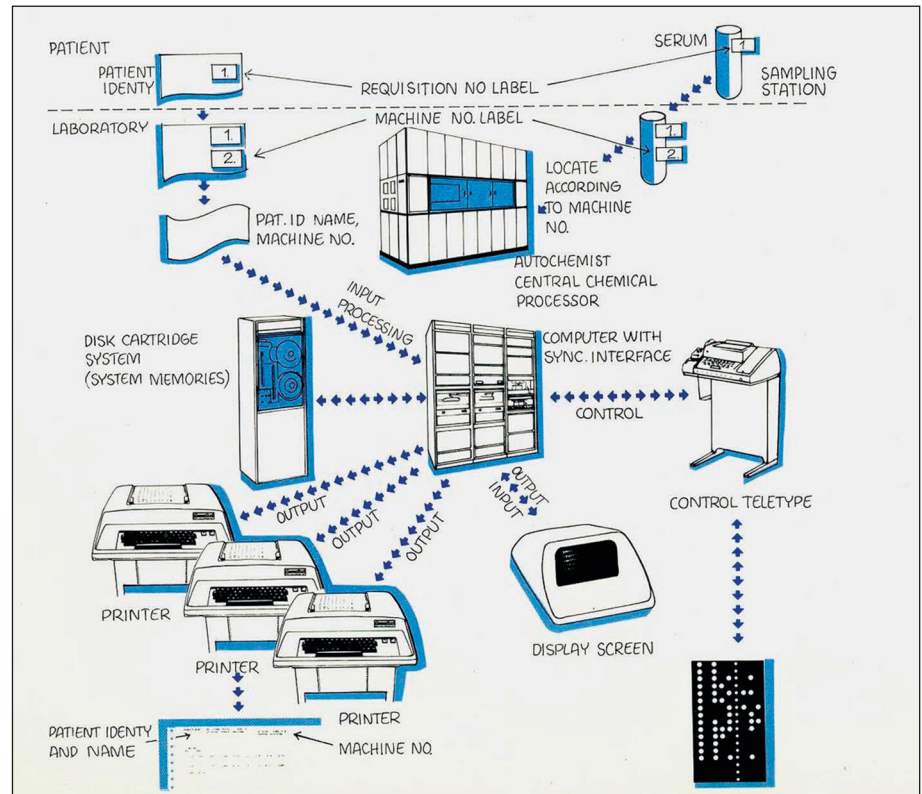 PATIENT
PATIENT
IDENTY
1.
REQUISITION NO LABEL
SERUM
1
SAMPLING
STATION
LABORATORY
1.
2.
MACHINE NO. LABEL
1.
2.
LOCATE
ACCORDING
TO MACHINE
NO.
PAT. ID NAME,
MACHINE NO.
AUTOCHEMIST
CENTRAL CHEMICAL
PROCESSOR
INPUT
PROCESSING
DISK CARTRIDGE
SYSTEM
(SYSTEM MEMORIES)
COMPUTER WITH
SYNC. INTERFACE
CONTROL
CONTROL TELETYPE
OUTPUT
OUTPUT
OUTPUT
OUTPUT
INPUT
DISPLAY SCREEN
PRINTER
PRINTER
PRINTER
PATIENT IDENTY
AND NAME
MACHINE NO.